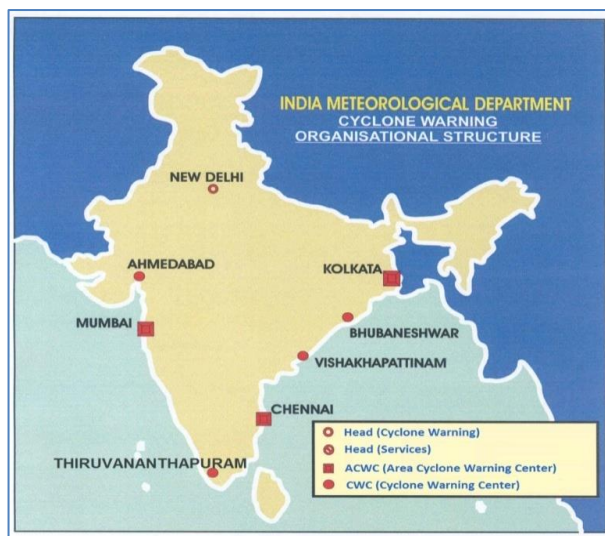 INDIA METEOROLOGICAL DEPARTMENT
CYCLONE WARNING
ORGANISATIONAL STRUCTURE
NEW DELHI
AHMEDABAD
KOLKATA
MUMBAI
BHUBANESHWAR
VISHAKHAPATTINAM
CHENNAI
THIRUVANANTHAPURAM
Head (Cyclone Warning)
Head (Services)
ACWC (Area Cyclone Warning Center)
CWC (Cyclone Warning Center)